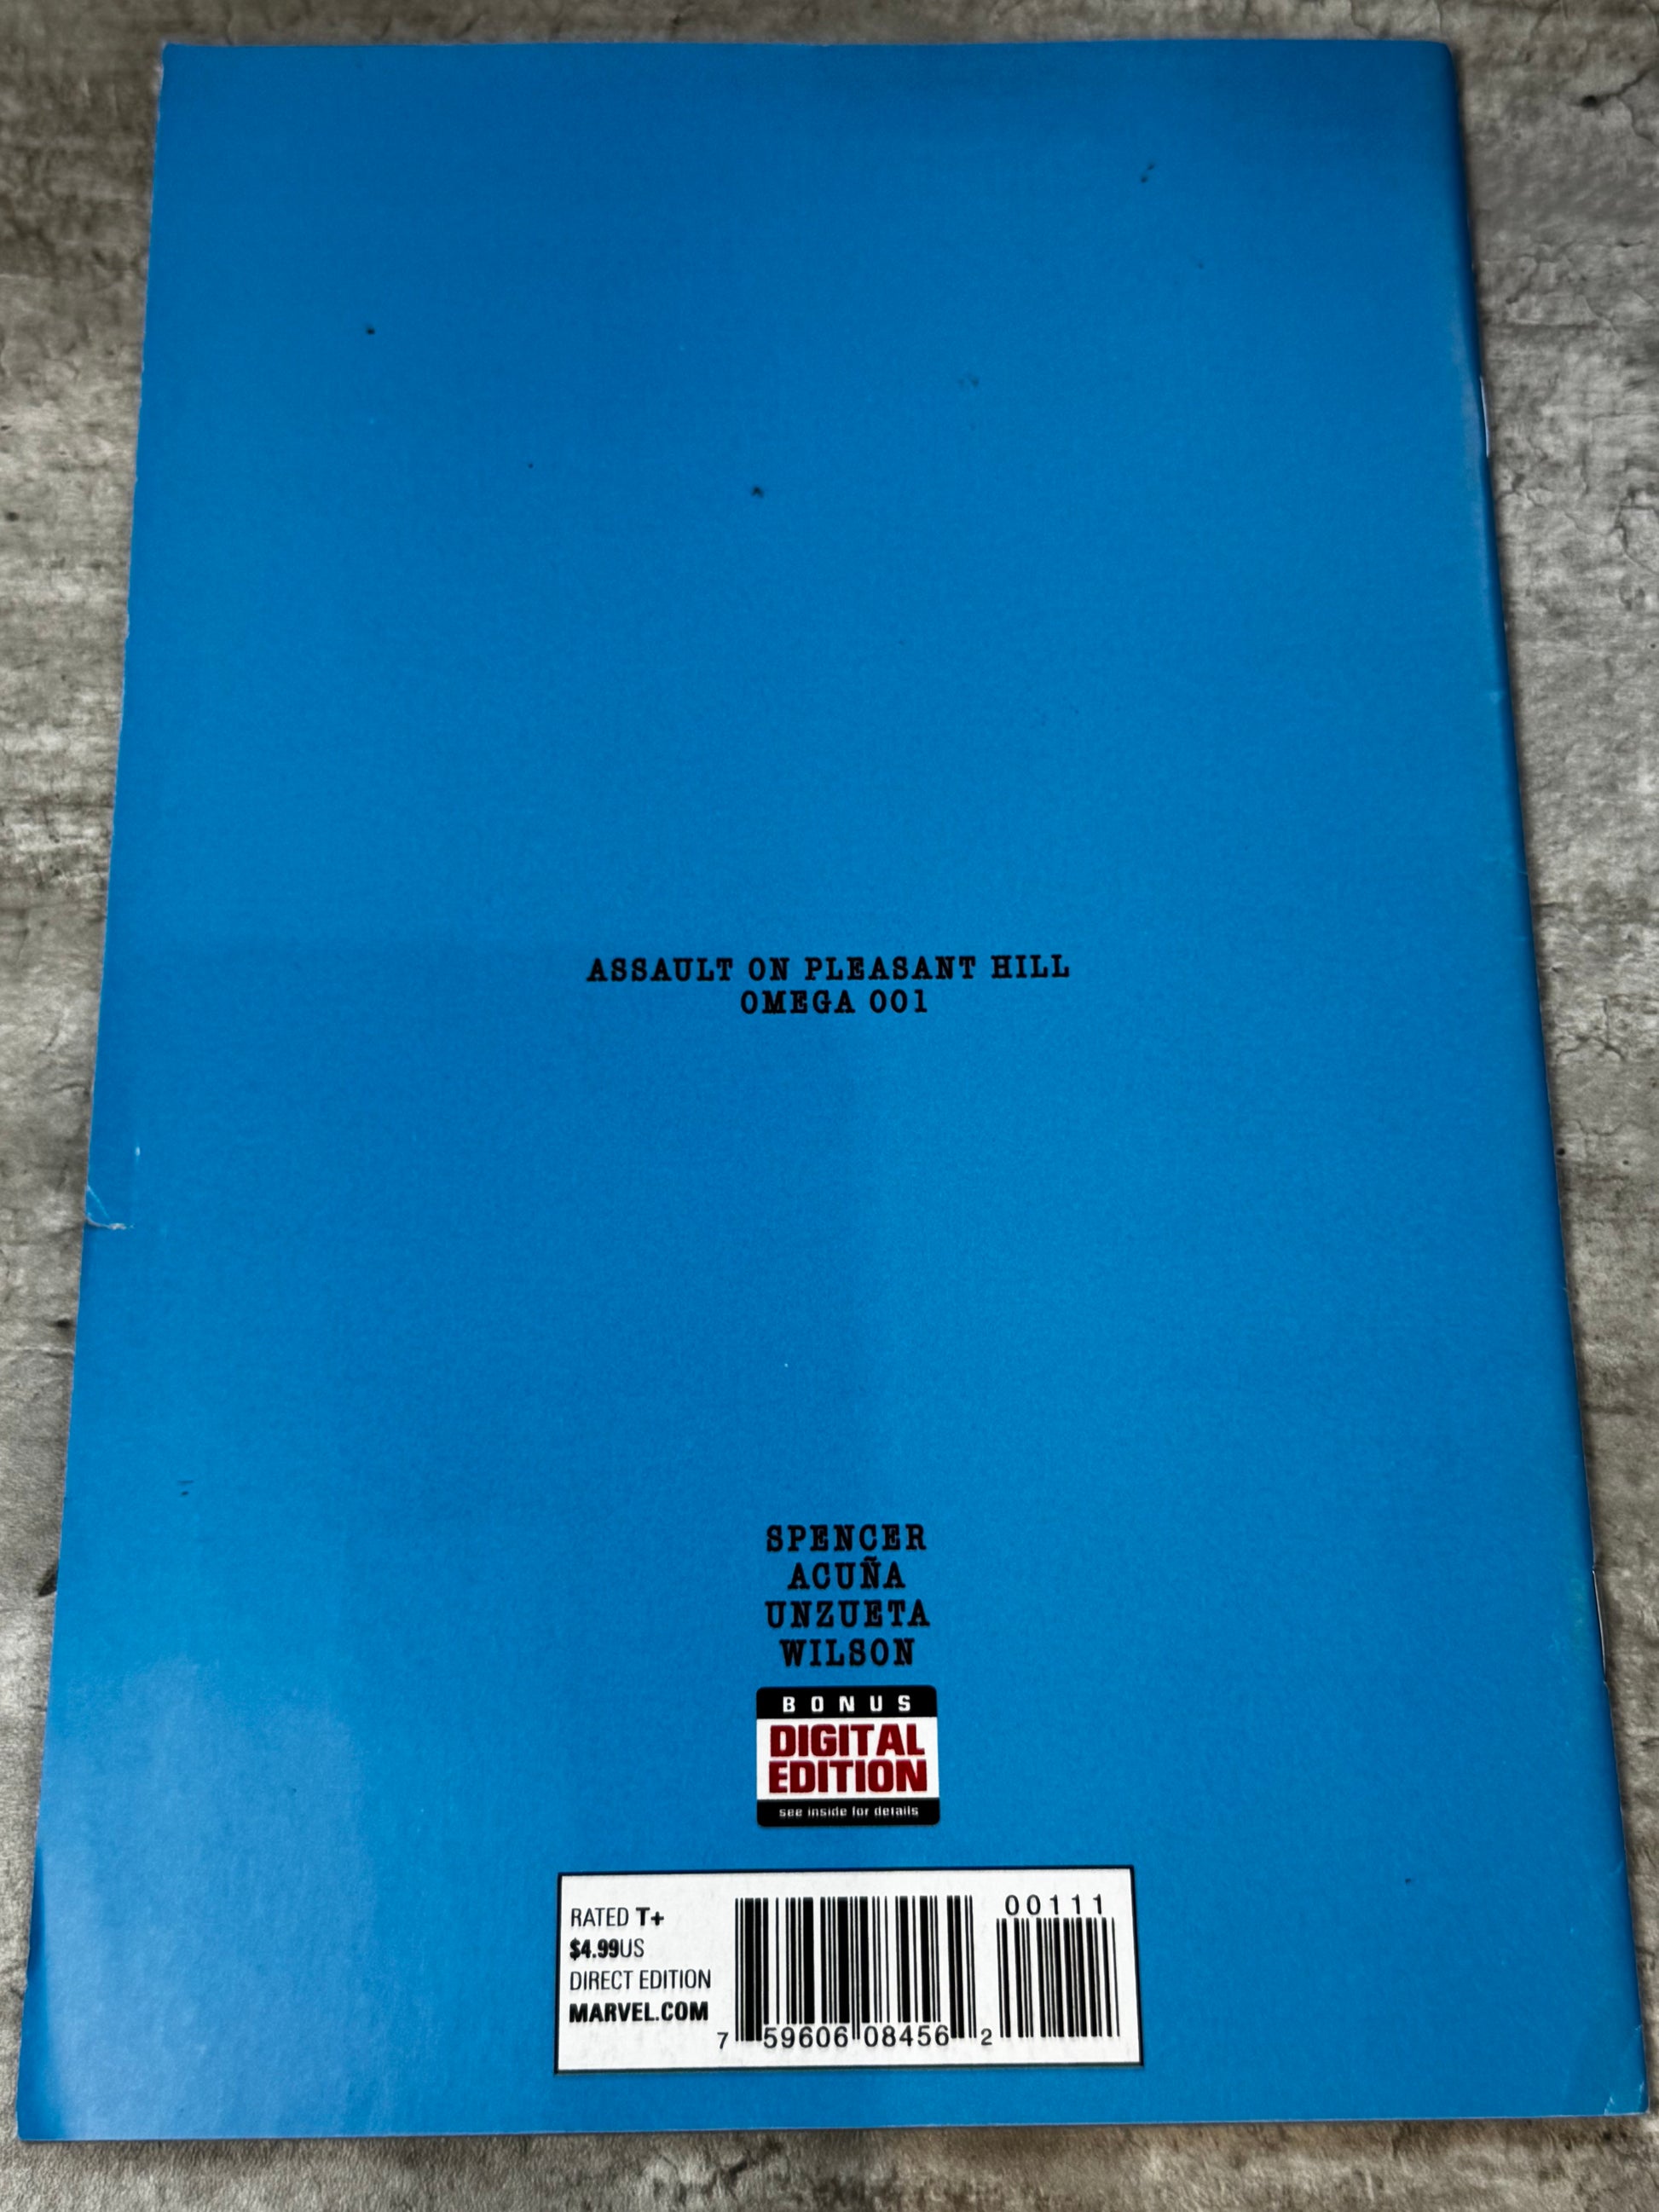 ASSAULT ON PLEASANT HILL
OMEGA 001
SPENCER
ACUÑA
UNZUETA
WILSON
BONUS
DIGITAL
EDITION
see inside for details
RATED T+
$4.99US
DIRECT EDITION
MARVEL.COM
00111
7 59606 08456 2